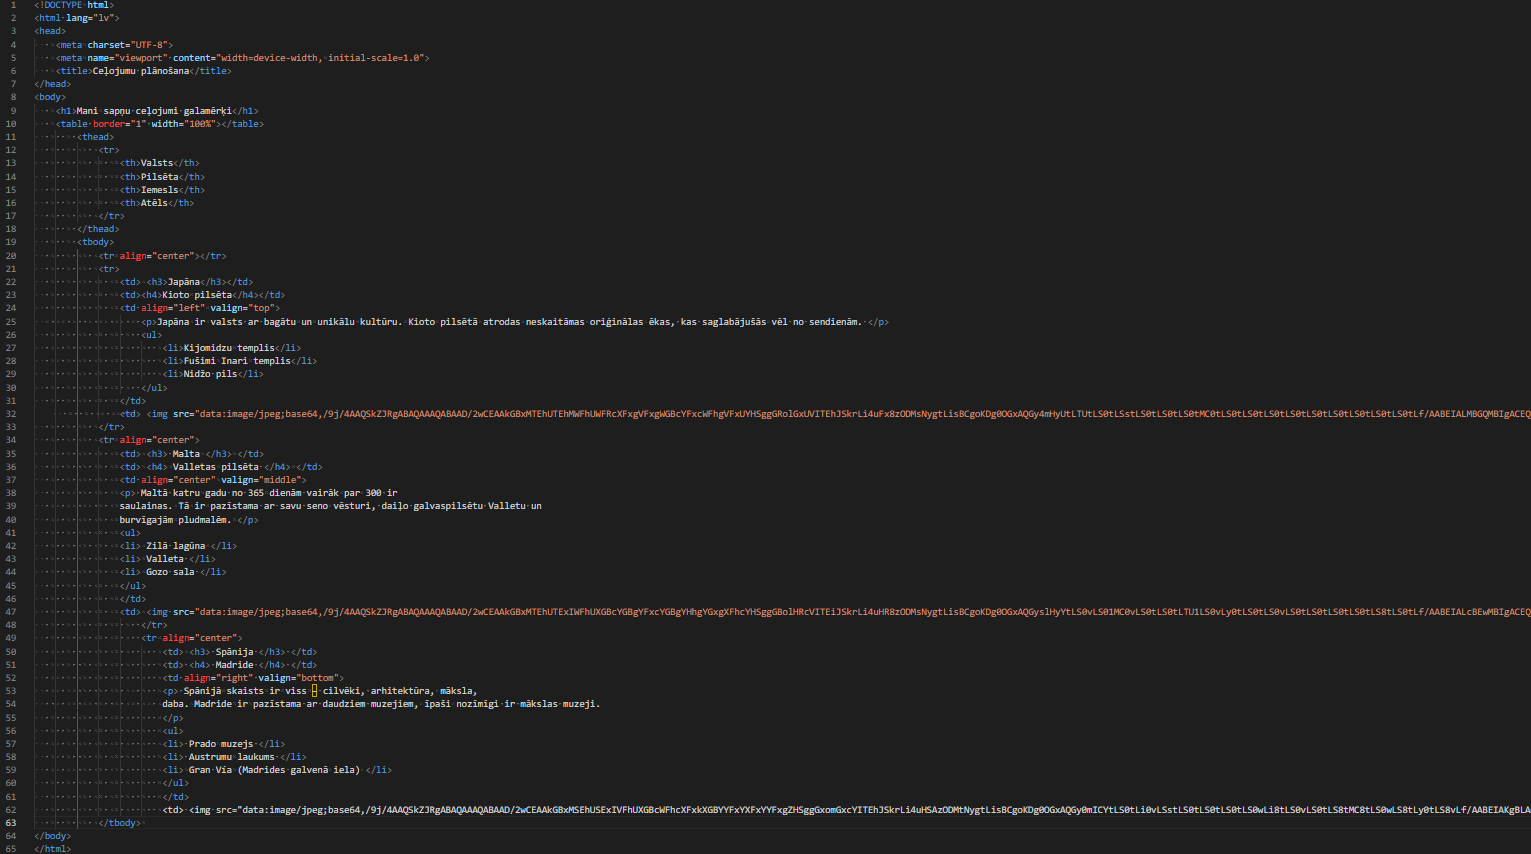 1 <!DOCTYPE html>
2 <html lang="lv">
3 <head>
4 <meta charset="UTF-8">
5 <meta name="viewport" content="width=device-width, initial-scale=1.0">
6 <title>Ceļojumu plānošana</title>
7 </head>
8 <body>
9 <h1>Mani sapņu ceļojumi galamērķi</h1>
10 <table border="1" width="100%"></table>
11 <thead>
12 <tr>
13 <th>Valsts</th>
14 <th>Pilsēta</th>
15 <th>Iemesls</th>
16 <th>Atēls</th>
17 </tr>
18 </thead>
19 <tbody>
20 <tr align="center"></tr>
21 <tr>
22 <td> <h3>Japāna</h3></td>
23 <td><h4>Kioto pilsēta</h4></td>
24 <td align="left" valign="top">
25 <p>Japāna ir valsts ar bagātu un unikālu kultūru. Kioto pilsētā atrodas neskaitāmas oriģinālas ēkas, kas saglabājušās vēl no sendienām. </p>
26 <ul>
27 <li>Kijomidzu templis</li>
28 <li>Fušimi Inari templis</li>
29 <li>Nidžo pils</li>
30 </ul>
31 </td>
32 <td> <img src="data:image/jpeg;base64,/9j/
33 </tr>
34 <tr align="center">
35 <td> <h3> Malta </h3> </td>
36 <td> <h4> Valletas pilsēta </h4> </td>
37 <td align="center" valign="middle">
38 <p> Maltā katru gadu no 365 dienām vairāk par 300 ir
39 saulainas. Tā ir pazīstama ar savu seno vēsturi, daiļo galvaspilsētu Valletu un
40 burvīgajām pludmalēm. </p>
41 <ul>
42 <li> Zilā lagūna </li>
43 <li> Valleta </li>
44 <li> Gozo sala </li>
45 </ul>
46 </td>
47 <td> <img src="data:image/jpeg;base64,/9j/
48 </tr>
49 <tr align="center">
50 <td> <h3> Spānija </h3> </td>
51 <td> <h4> Madride </h4> </td>
52 <td align="right" valign="bottom">
53 <p> Spānijā skaists ir viss – cilvēki, arhitektūra, māksla,
54 daba. Madride ir pazīstama ar daudziem muzejiem, īpaši nozīmīgi ir mākslas muzeji.
55 </p>
56 <ul>
57 <li> Prado muzejs </li>
58 <li> Austrumu laukums </li>
59 <li> Gran Vía (Madrides galvenā iela) </li>
60 </ul>
61 </td>
62 <td> <img src="data:image/jpeg;base64,/9j/
63 </tbody>
64 </body>
65 </html>